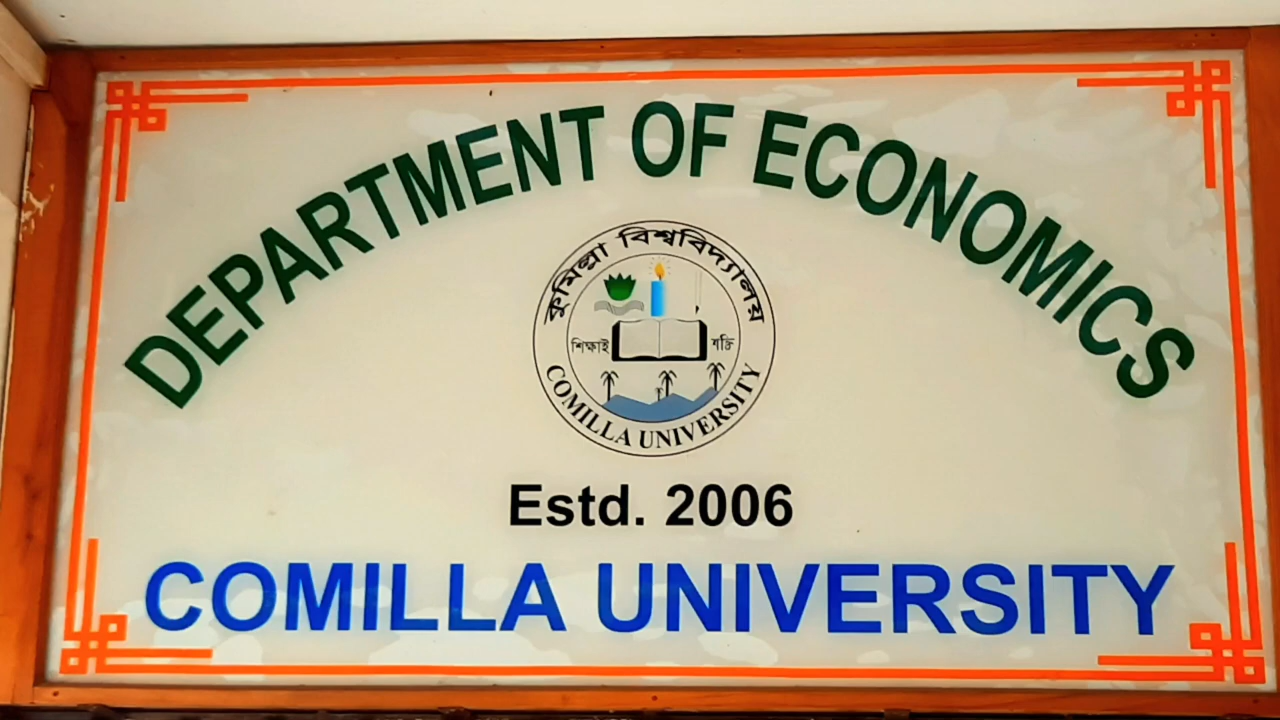 DEPARTMENT OF ECONOMICS
কুমিল্লা বিশ্ববিদ্যালয়
শিক্ষাই শক্তি
COMILLA UNIVERSITY
Estd. 2006
COMILLA UNIVERSITY